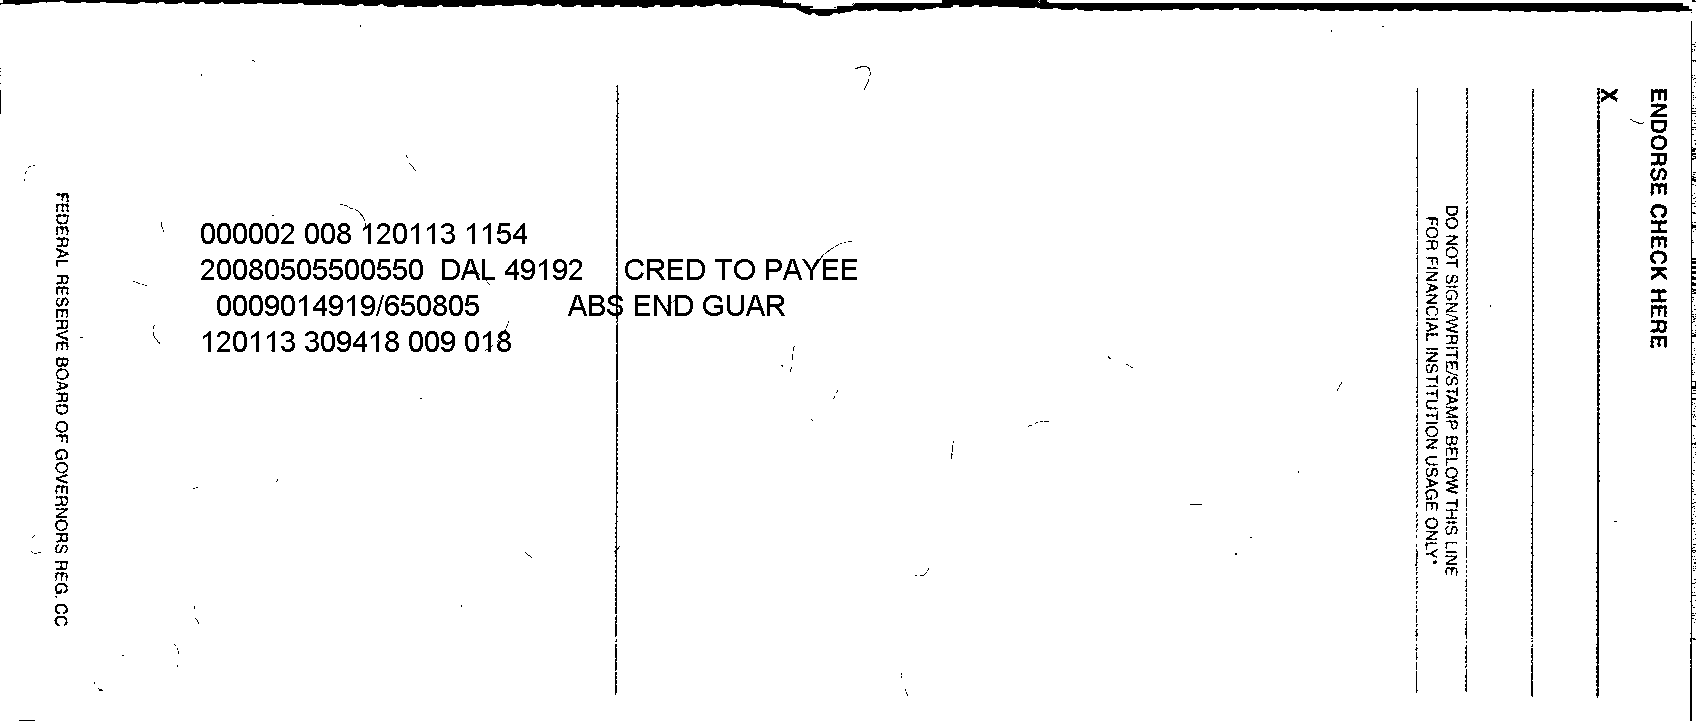 000002 008 120113 1154
20080505500550 DAL 49192 CRED TO PAYEE
0009014919/650805 ABS END GUAR
120113 309418 009 018
ENDORSE CHECK HERE
X
DO NOT SIGN/WRITE/STAMP BELOW THIS LINE
FOR FINANCIAL INSTITUTION USAGE ONLY*
FEDERAL RESERVE BOARD OF GOVERNORS REG. CC